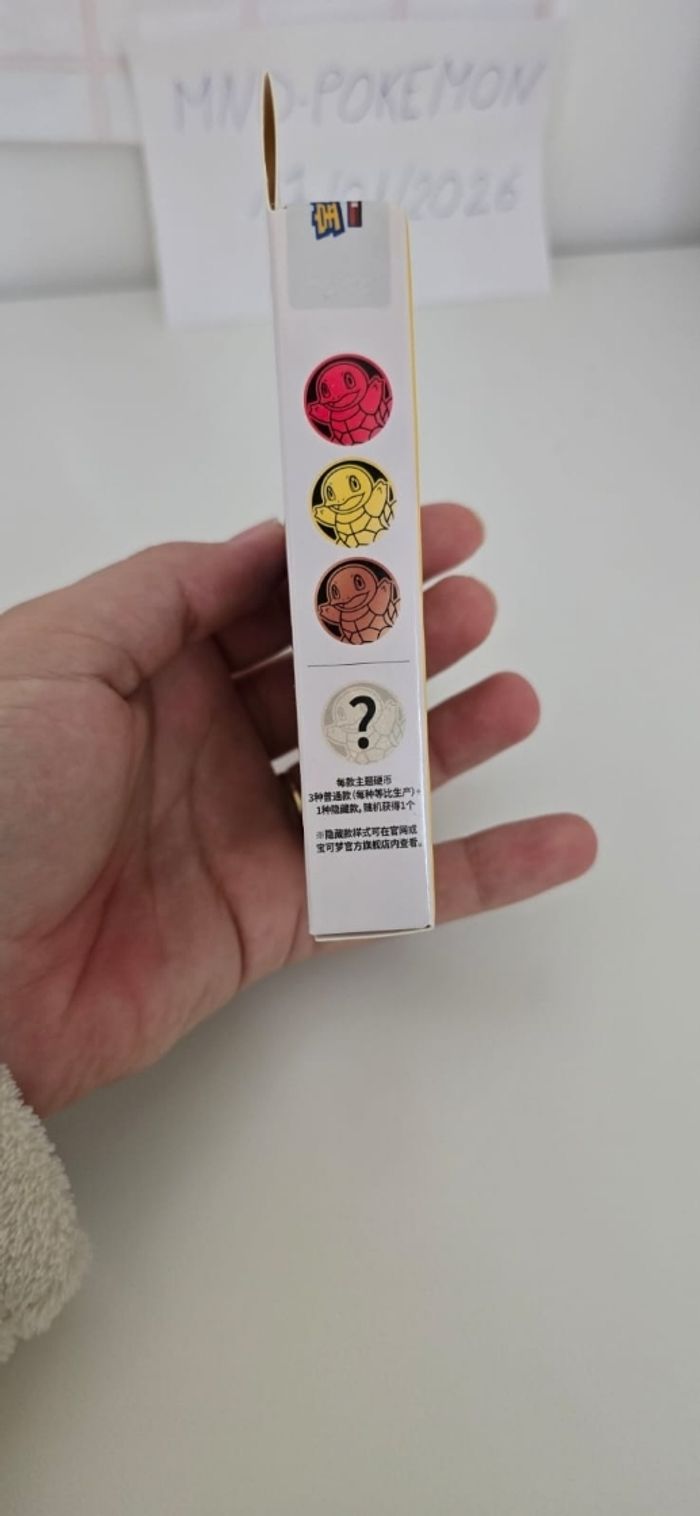 MND-POKEMON
17/01/2026
?
每款主题硬币
3种普通款(每种等比生产)+
1种隐藏款,随机获得1个
※隐藏款样式可在官网或
宝可梦官方旗舰店内查看。